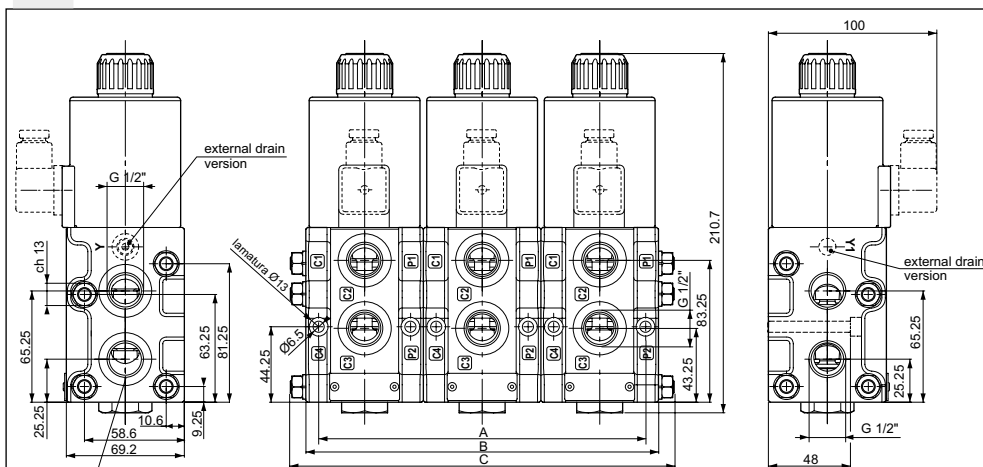 external drain
version
G 1/2"
Y
ch 13
65.25
25.25
63.25
81.25
9.25
10.6
58.6
69.2
lamatura Ø13
Ø6.5
44.25
C1
P1
C1
P1
C1
P1
C2
C2
C2
C4
P2
C4
P2
C4
P2
C3
C3
C3
A
B
C
G 1/2"
43.25
83.25
210.7
100
Y1
external drain
version
65.25
25.25
G 1/2"
48